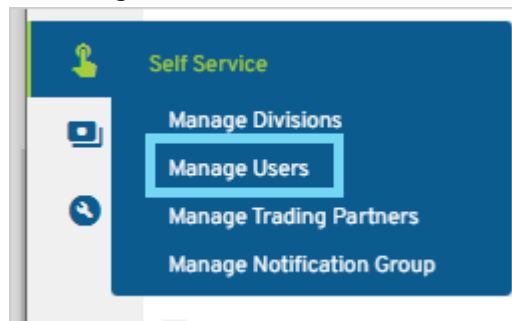 Self Service
Manage Divisions
Manage Users
Manage Trading Partners
Manage Notification Group